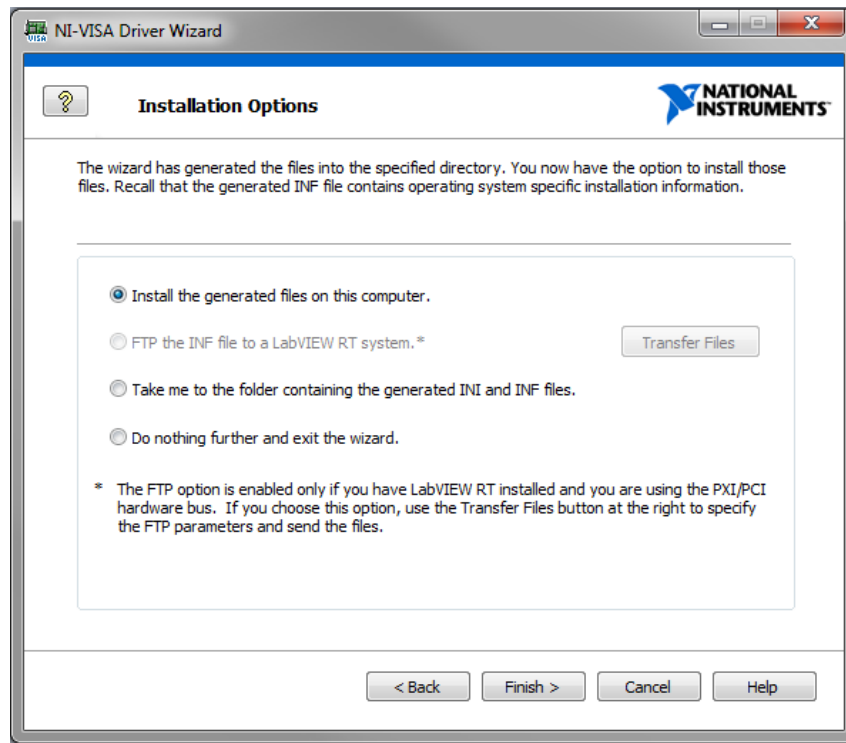 VISA
NI-VISA Driver Wizard
X
?
Installation Options
NATIONAL
INSTRUMENTS™
The wizard has generated the files into the specified directory. You now have the option to install those
files. Recall that the generated INF file contains operating system specific installation information.
Install the generated files on this computer.
FTP the INF file to a LabVIEW RT system.*
Transfer Files
Take me to the folder containing the generated INI and INF files.
Do nothing further and exit the wizard.
* The FTP option is enabled only if you have LabVIEW RT installed and you are using the PXI/PCI
hardware bus. If you choose this option, use the Transfer Files button at the right to specify
the FTP parameters and send the files.
< Back
Finish >
Cancel
Help